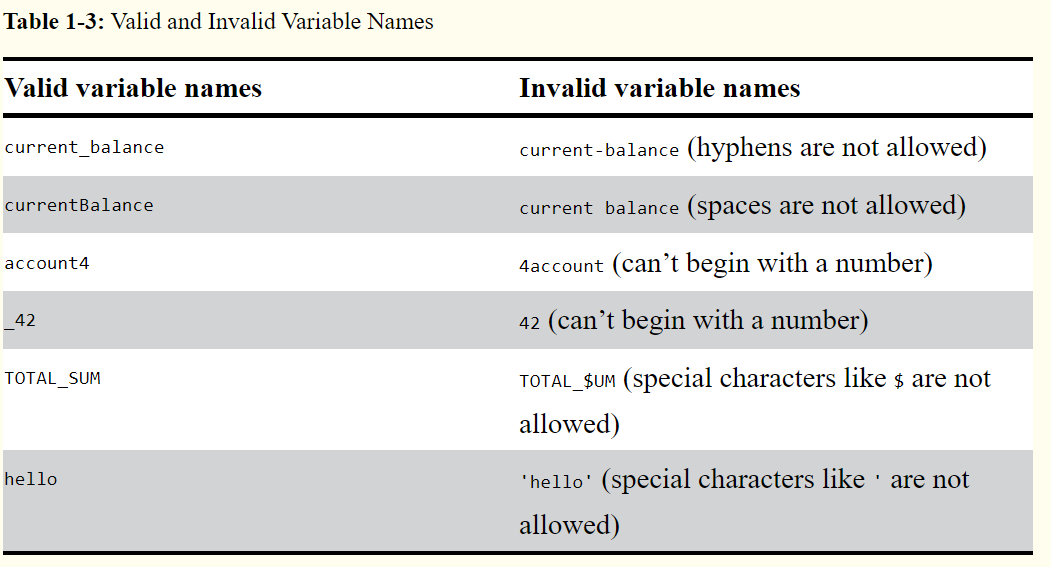 Table 1-3: Valid and Invalid Variable Names
Valid variable names Invalid variable names
current_balance current-balance (hyphens are not allowed)
currentBalance current balance (spaces are not allowed)
account4 4account (can’t begin with a number)
_42 42 (can’t begin with a number)
TOTAL_SUM TOTAL_$UM (special characters like $ are not
allowed)
hello 'hello' (special characters like ' are not
allowed)